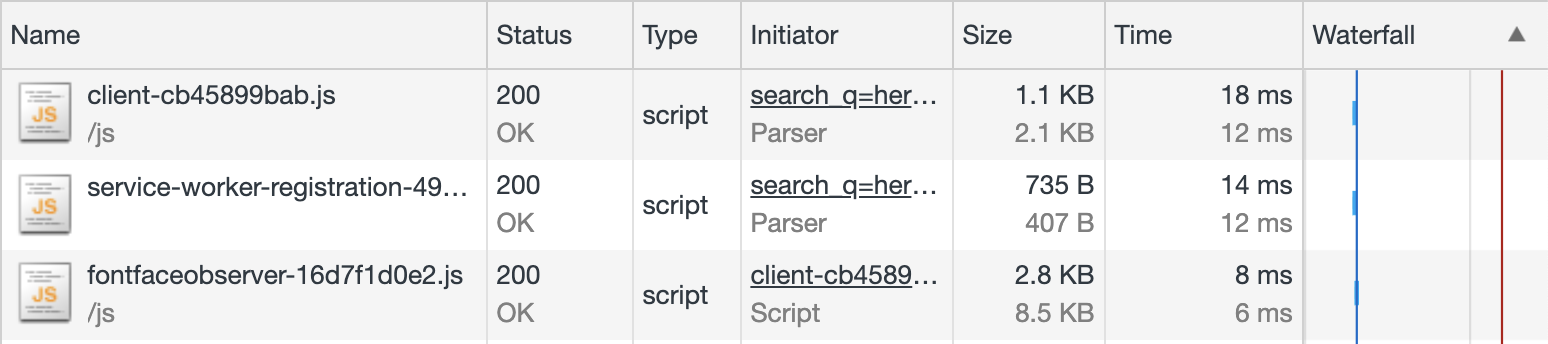 Name Status Type Initiator Size Time Waterfall ▲
JS client-cb45899bab.js 200 script search_q=her… 1.1 KB 18 ms
/js OK Parser 2.1 KB 12 ms
JS service-worker-registration-49… 200 script search_q=her… 735 B 14 ms
OK Parser 407 B 12 ms
JS fontfaceobserver-16d7f1d0e2.js 200 script client-cb4589… 2.8 KB 8 ms
/js OK Script 8.5 KB 6 ms